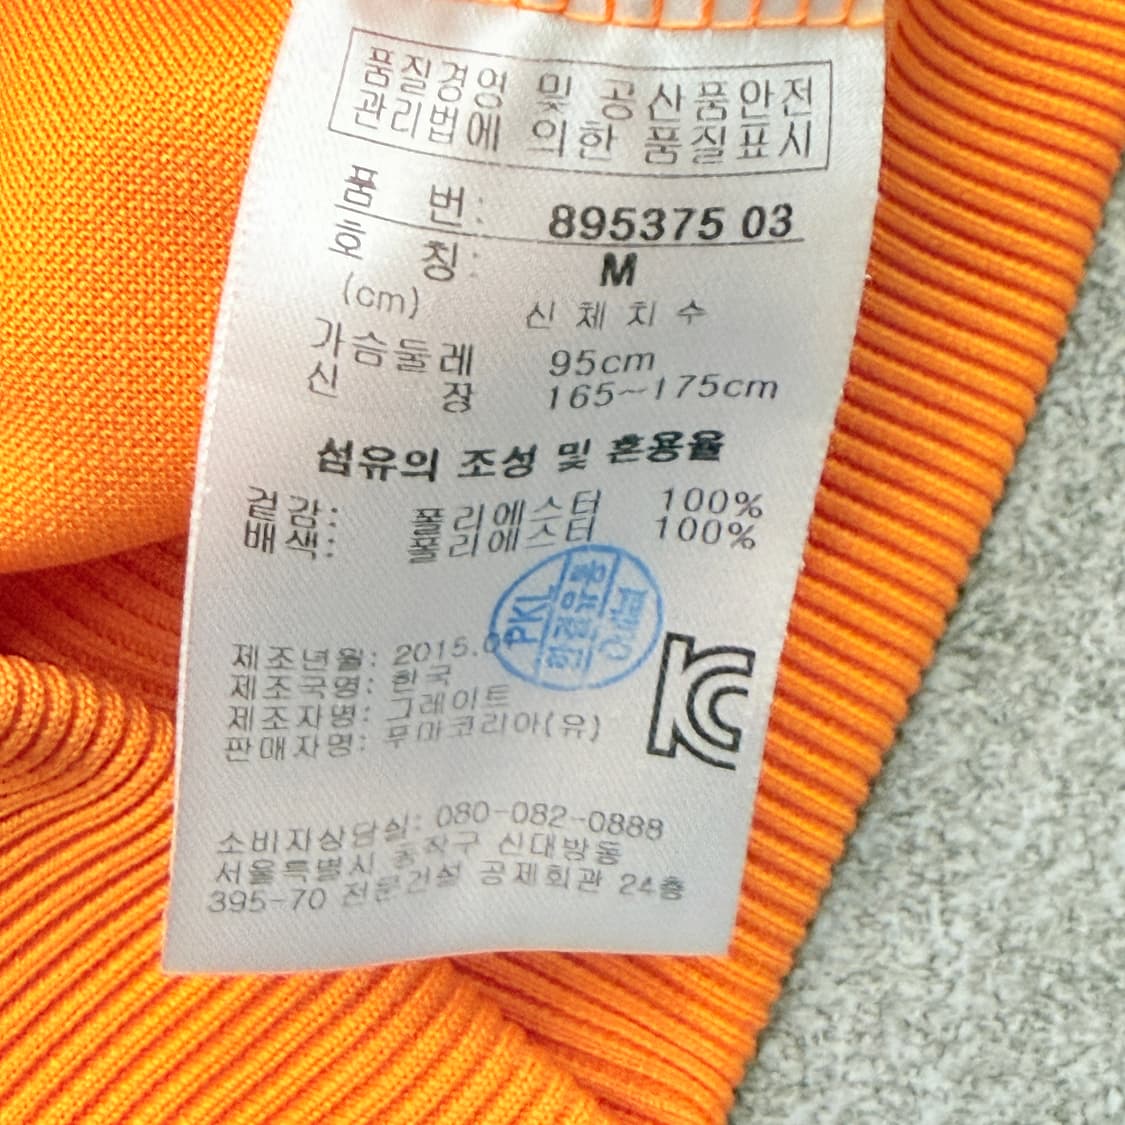 품질경영 및 공산품안전
관리법에 의한 품질표시
품 번: 895375 03
호 칭: M
(cm) 신체치수
가슴둘레 95cm
신 장 165~175cm
섬유의 조성 및 혼용율
겉감: 폴리에스터 100%
배색: 폴리에스터 100%
PKL
제조년월: 2015.0
제조국명: 한국
제조자명: 그레이트
판매자명: 푸마코리아(유)
소비자상담실: 080-082-0888
서울특별시 동작구 신대방동
395-70 전문건설 공제회관 24층